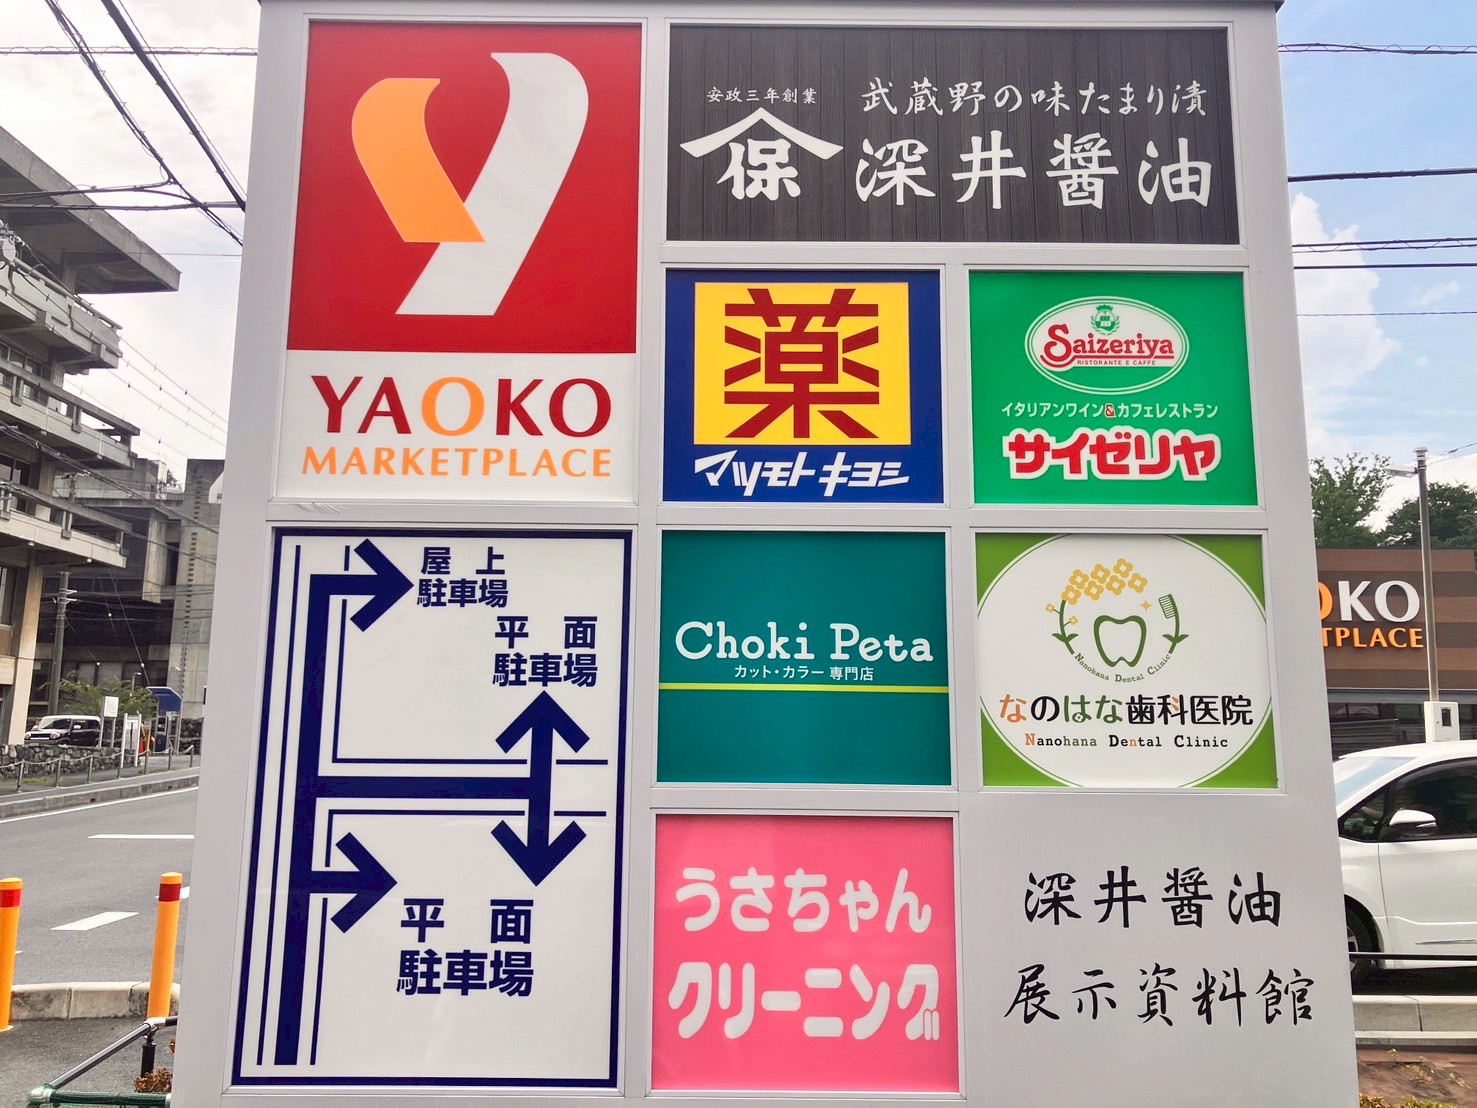 YAOKO
MARKETPLACE
安政三年創業
武蔵野の味たまり漬
保
深井醤油
薬
マツモトキヨシ
Saizeriya
RISTORANTE E CAFFE
イタリアンワイン&カフェレストラン
サイゼリヤ
屋上
駐車場
平面
駐車場
平面
駐車場
Choki Peta
カット・カラー専門店
Nanohana Dental Clinic
なのはな歯科医院
Nanohana Dental Clinic
うさちゃん
クリーニング
深井醤油
展示資料館
OKO
TPLACE